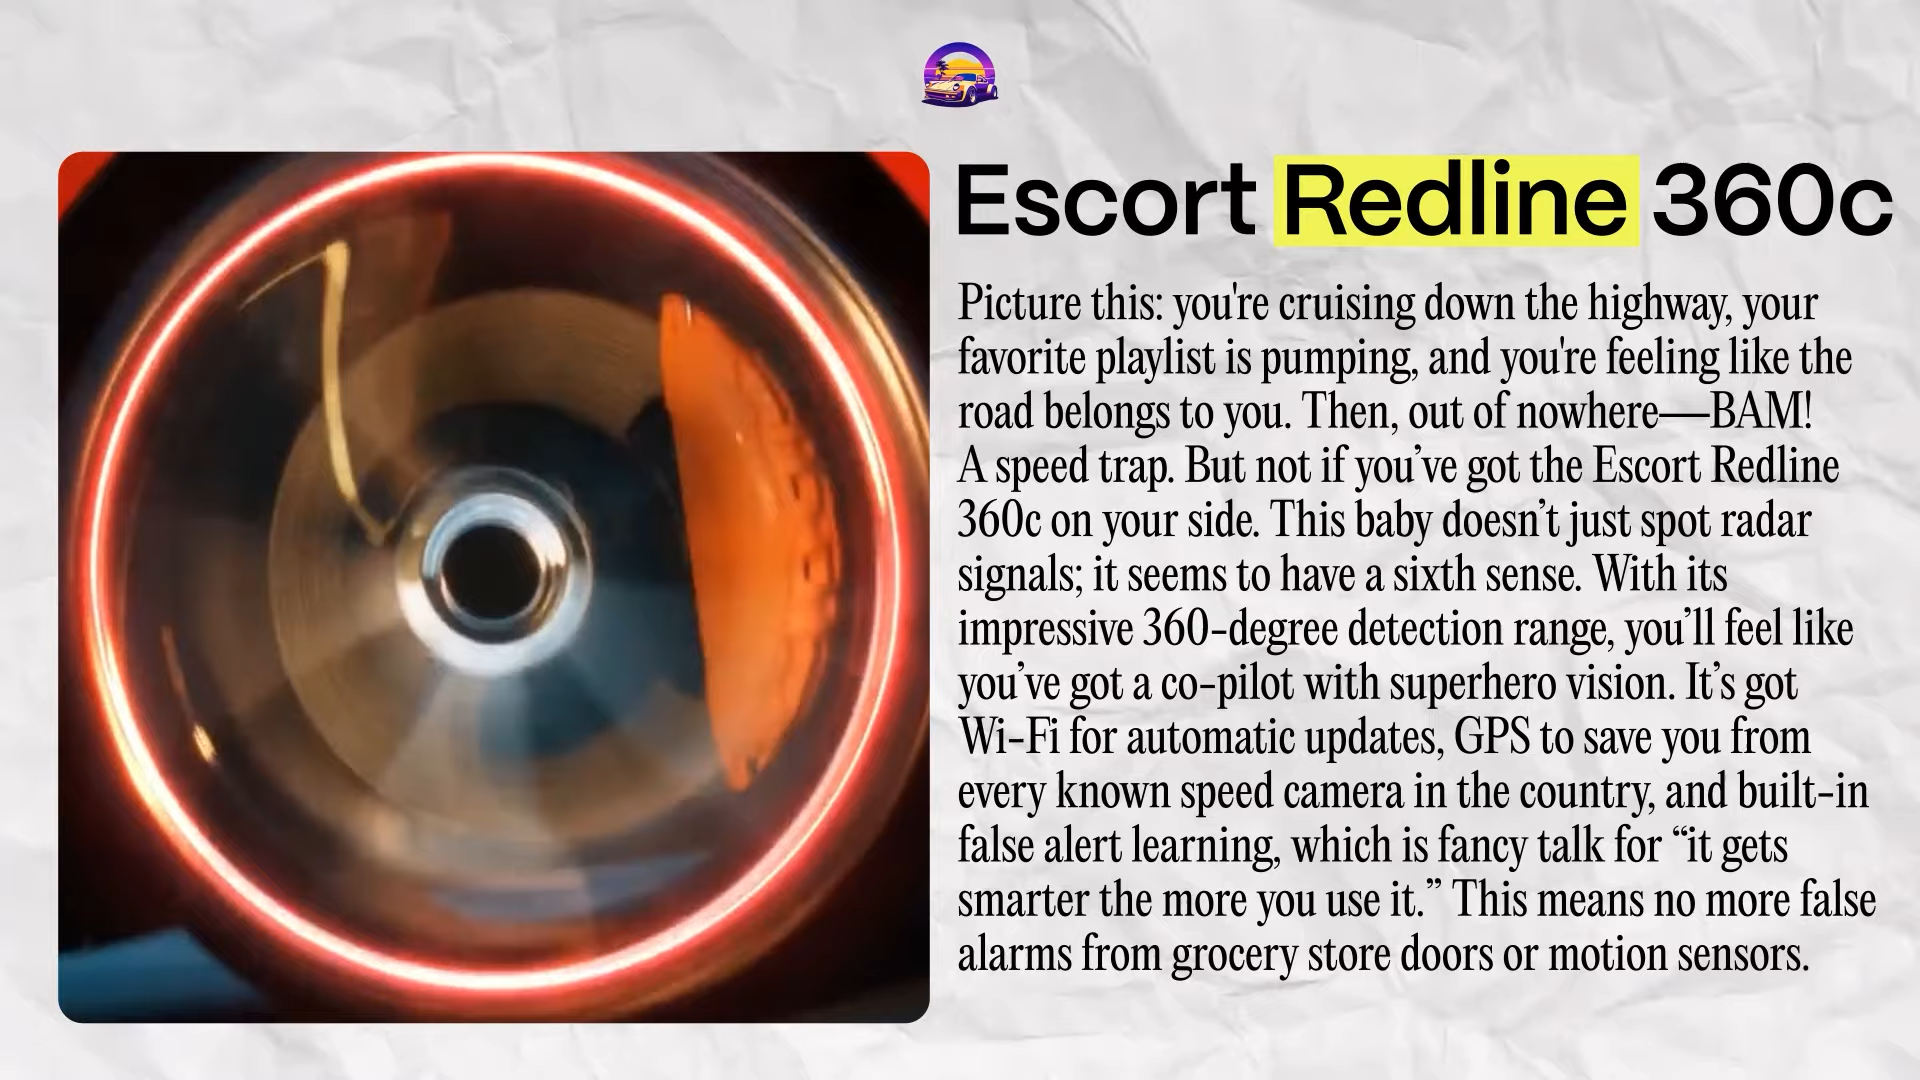 Escort Redline 360c
Picture this: you're cruising down the highway, your
favorite playlist is pumping, and you're feeling like the
road belongs to you. Then, out of nowhere—BAM!
A speed trap. But not if you’ve got the Escort Redline
360c on your side. This baby doesn’t just spot radar
signals; it seems to have a sixth sense. With its
impressive 360-degree detection range, you’ll feel like
you’ve got a co-pilot with superhero vision. It’s got
Wi-Fi for automatic updates, GPS to save you from
every known speed camera in the country, and built-in
false alert learning, which is fancy talk for “it gets
smarter the more you use it.” This means no more false
alarms from grocery store doors or motion sensors.